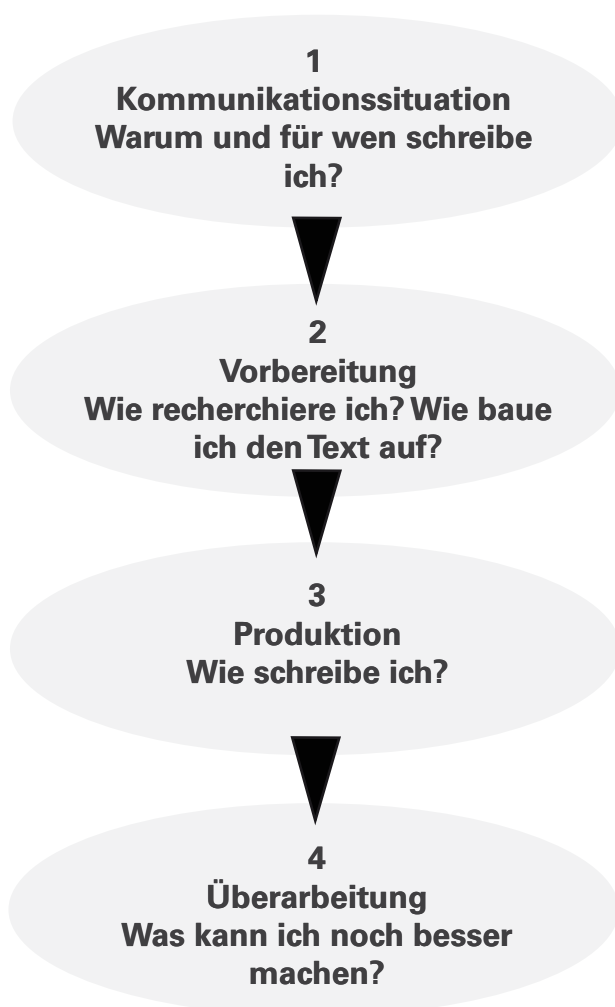 1
Kommunikationssituation
Warum und für wen schreibe
ich?
2
Vorbereitung
Wie recherchiere ich? Wie baue
ich den Text auf?
3
Produktion
Wie schreibe ich?
4
Überarbeitung
Was kann ich noch besser
machen?